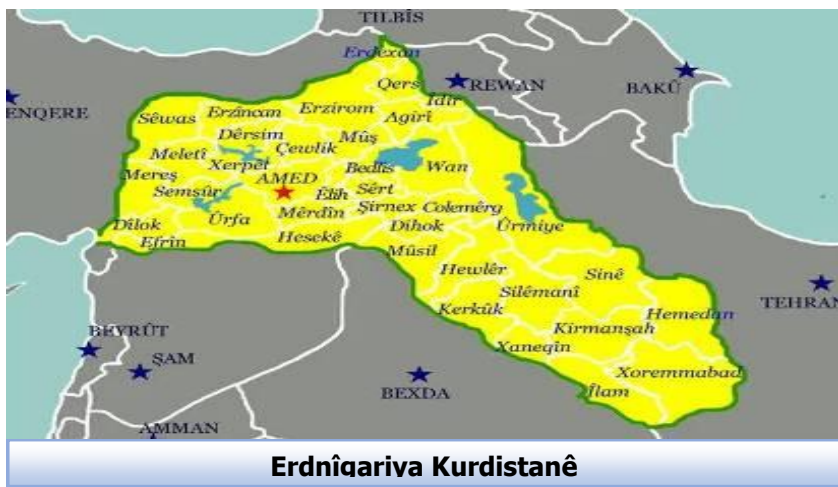 TILBÎS
Erdexan
Qers
REWAN
BAKÛ
ENQERE
Sêwas
Erzîncan
Erzirom
Idir
Agirî
Dêrsim
Mûş
Meletî
Xerpêt
Çewlik
Mereş
AMED
Bedlîs
Wan
Semsûr
Êlih
Sêrt
Dîlok
Ûrfa
Mêrdîn
Şirnex
Colemêrg
Ûrmiye
Efrîn
Hesekê
Dihok
Mûsil
Hewlêr
Sinê
Silêmanî
TEHRAN
Kerkûk
Hemedan
BEYRÛT
Kirmanşah
Xaneqîn
ŞAM
BEXDA
Xoremmabad
Îlam
AMMAN
Erdnîgariya Kurdistanê